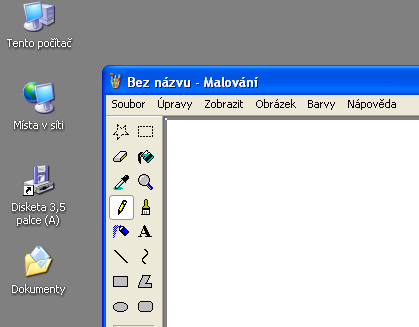 Tento počítač
Místa v síti
Disketa 3,5
palce (A)
Dokumenty
Bez názvu - Malování
Soubor Úpravy Zobrazit Obrázek Barvy Nápověda
A